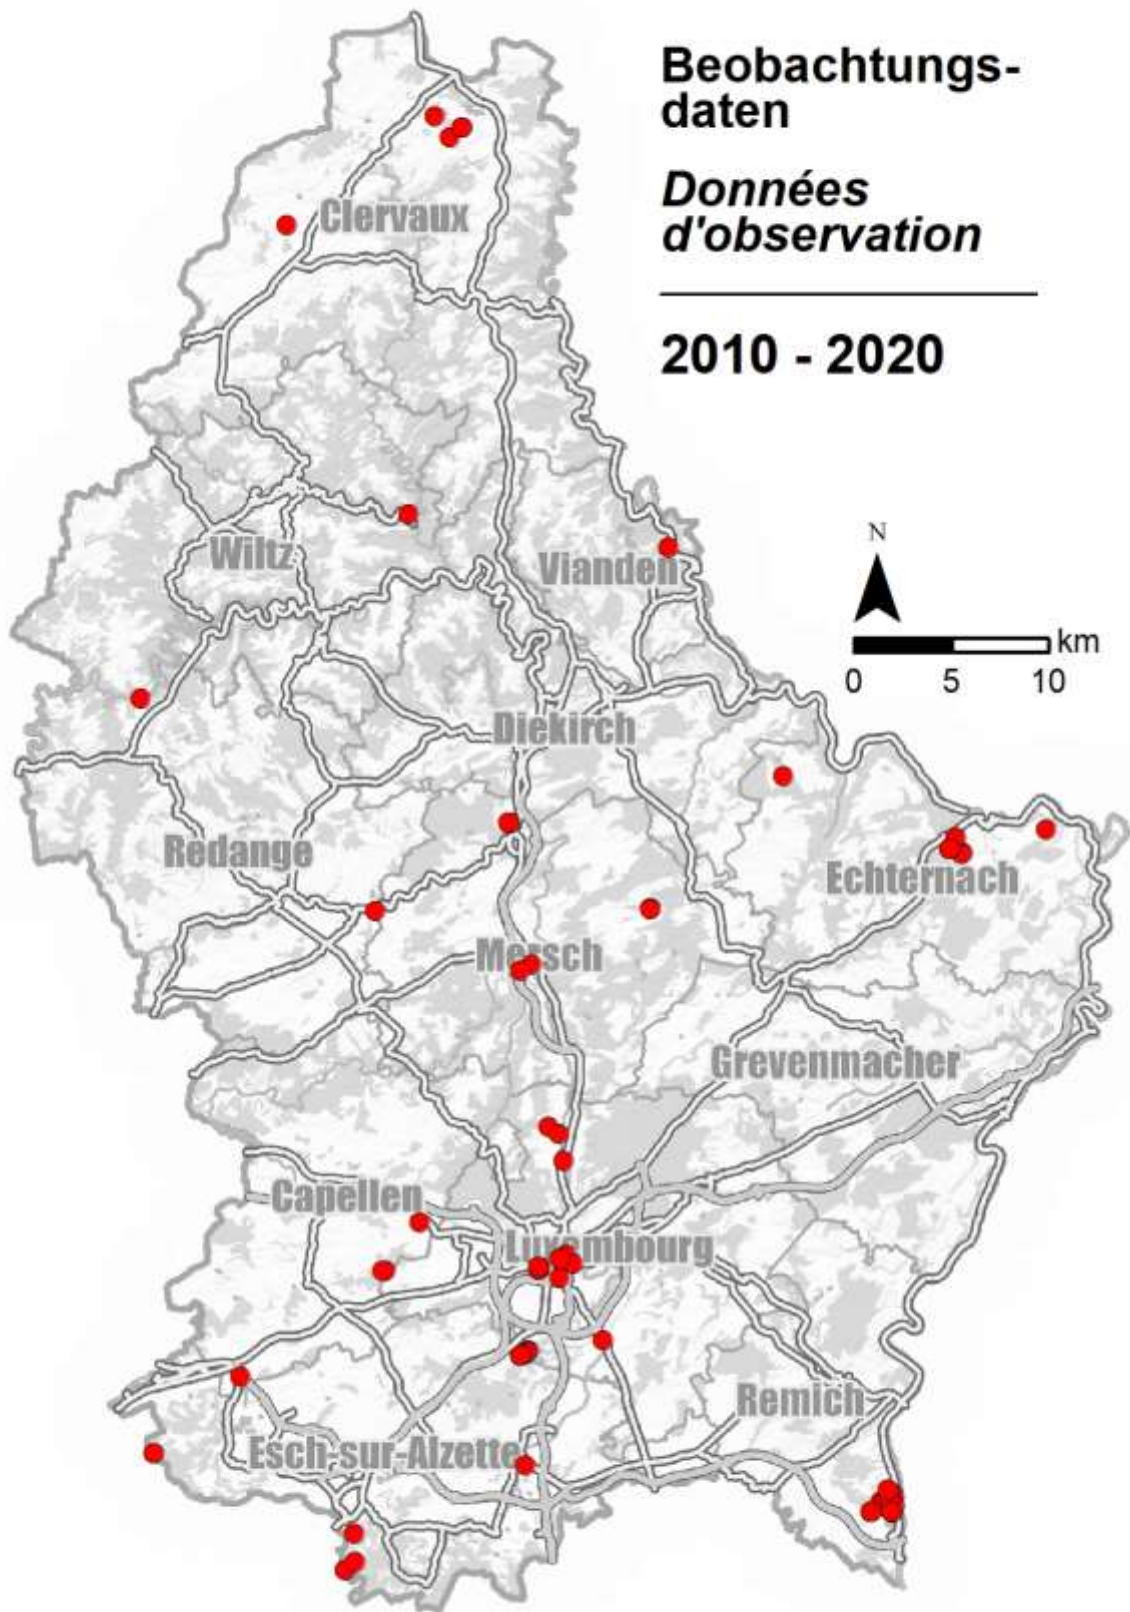 Beobachtungs-
daten
Données
d'observation
2010 - 2020
Clervaux
N
Wiltz
Vianden
km
0 5 10
Diekirch
Redange
Echternach
Mersch
Grevenmacher
Capellen
Luxembourg
Remich
Esch-sur-Alzette